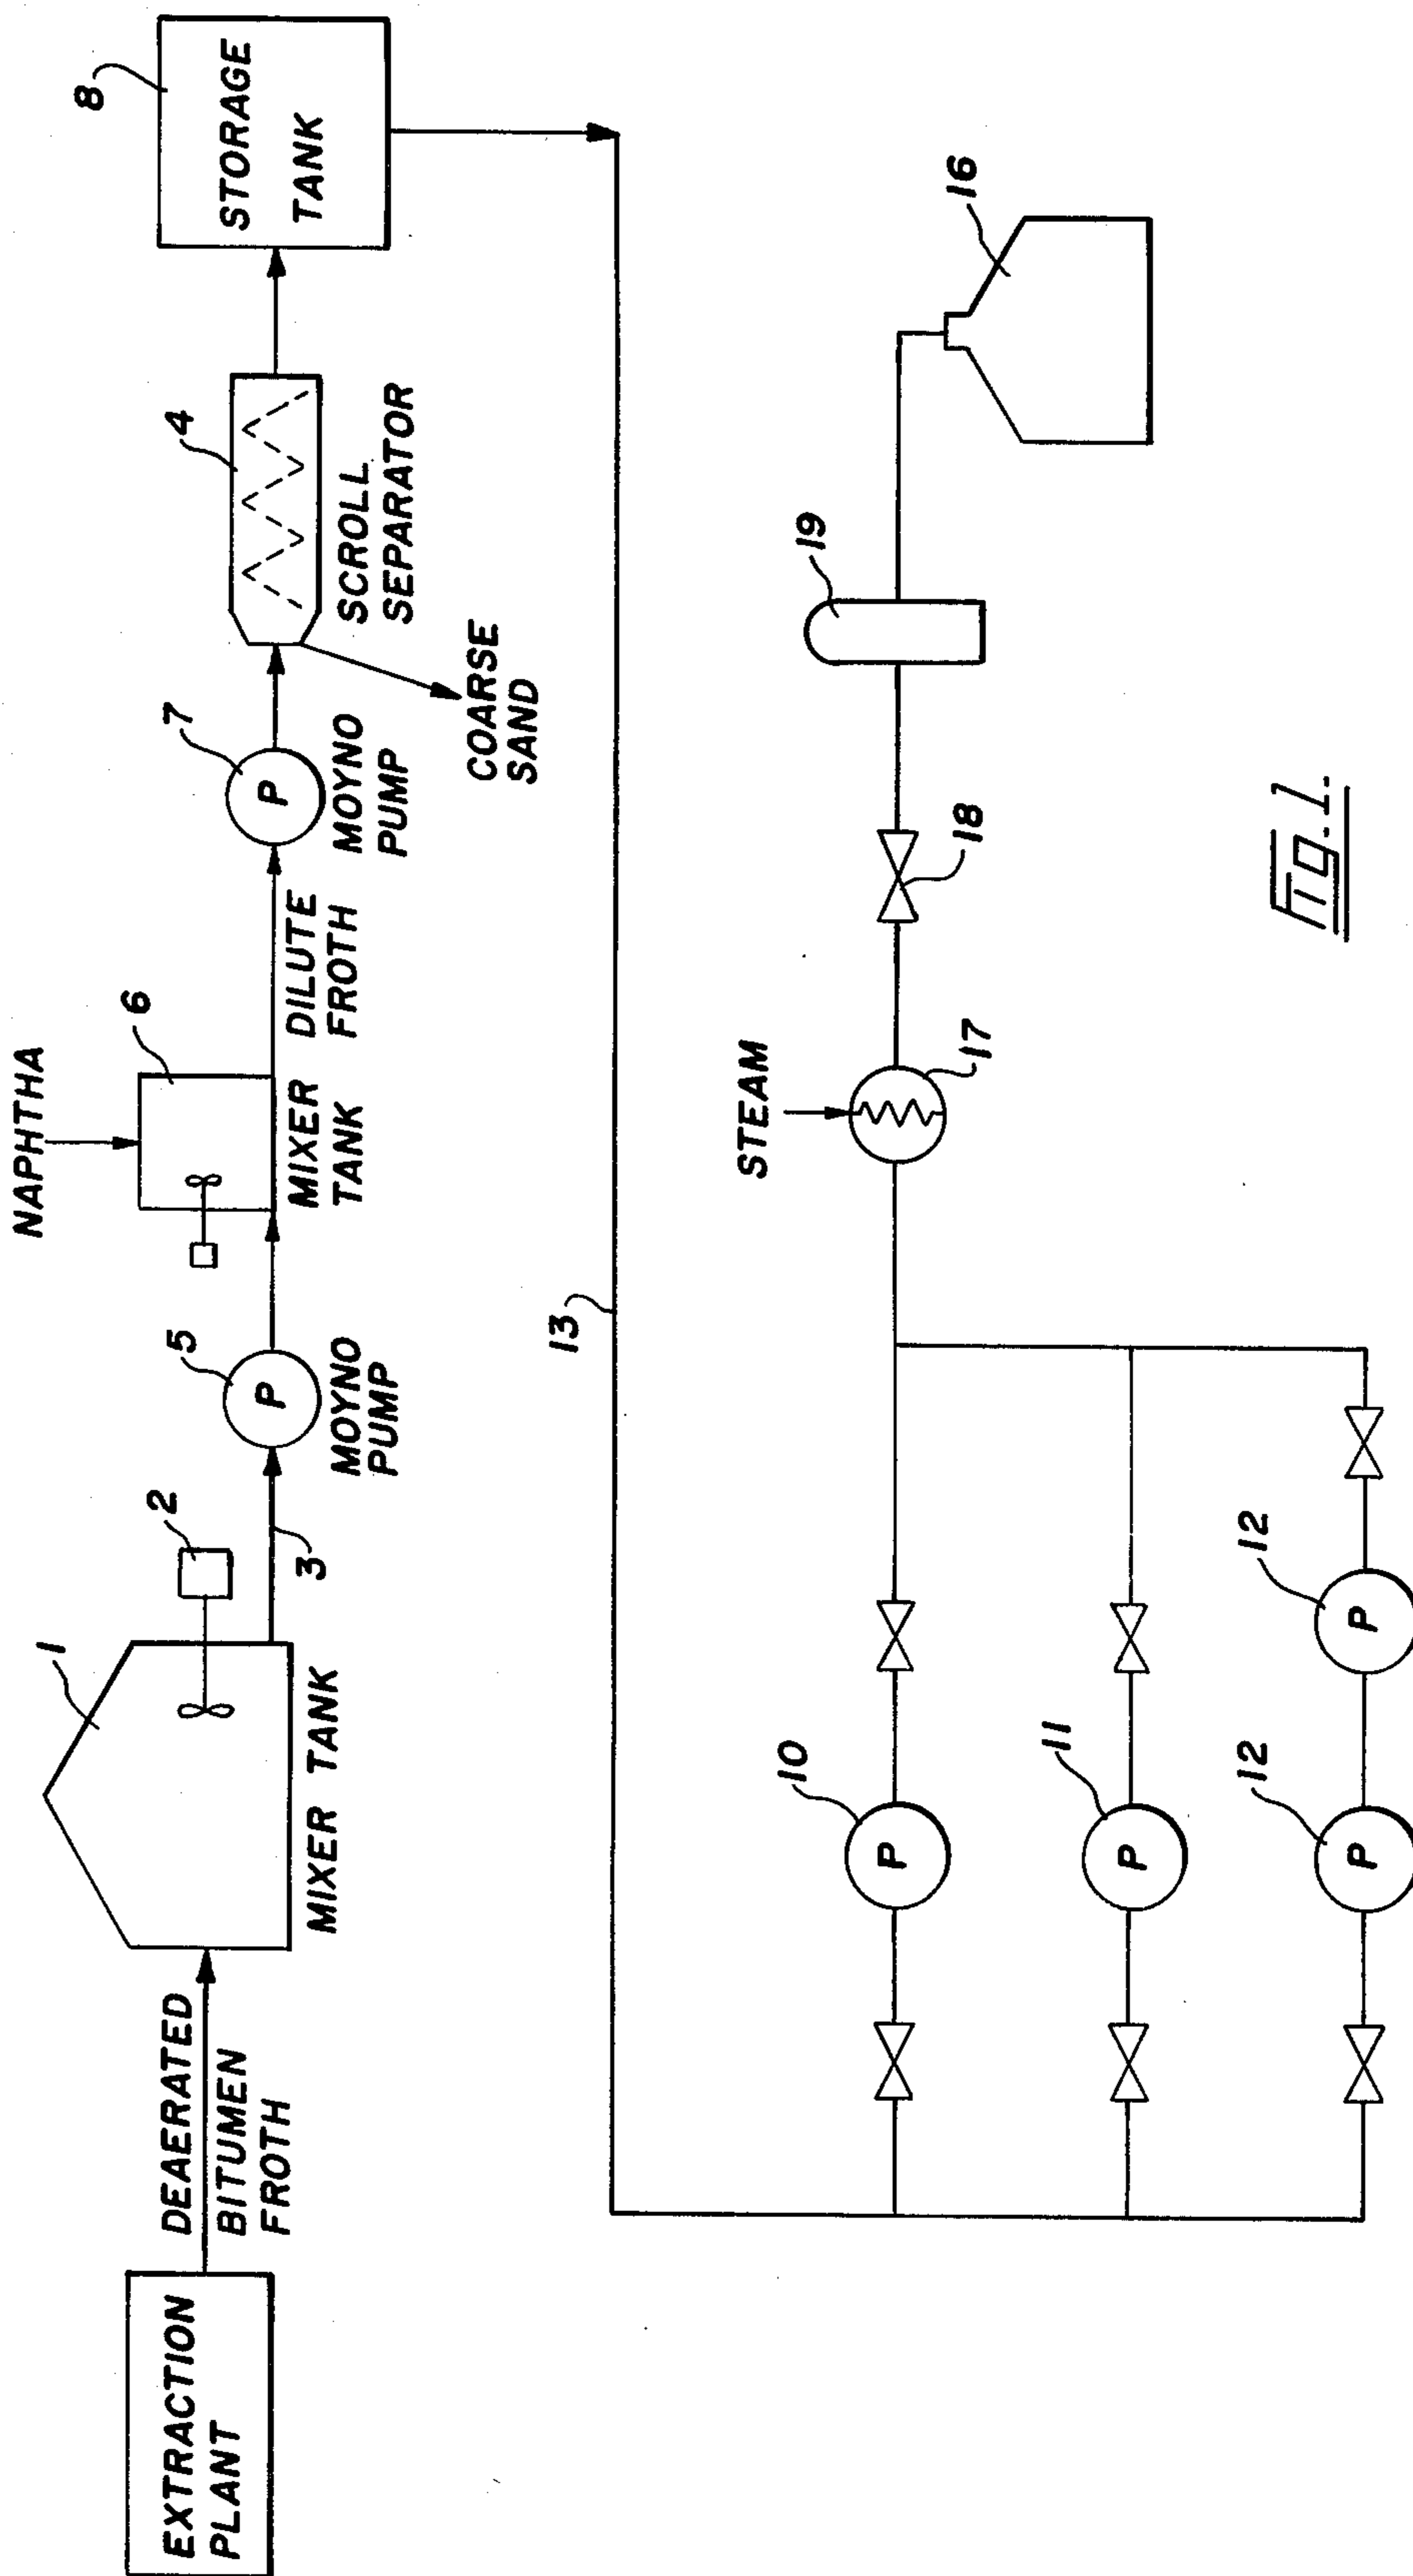 EXTRACTION
PLANT
DEAERATED
BITUMEN
FROTH
1
MIXER TANK
2
3
5
P
MOYNO
PUMP
NAPHTHA
6
MIXER
TANK
DILUTE
FROTH
7
P
MOYNO
PUMP
4
SCROLL
SEPARATOR
COARSE
SAND
8
STORAGE
TANK
13
10
P
11
P
12
P
12
P
STEAM
17
18
19
16
Fig. 1.